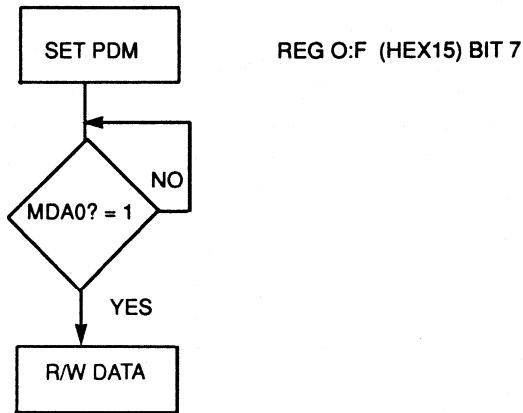 SET PDM
REG O:F (HEX15) BIT 7
NO
MDA0? = 1
YES
R/W DATA